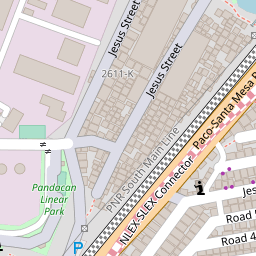 Jesus Street
Jesus Street
2611-K
Paco-Santa Mesa
PNR South Main Line
NLEX-SLEX Connector
Pandacan
Linear
Park
Road
Road 4
P